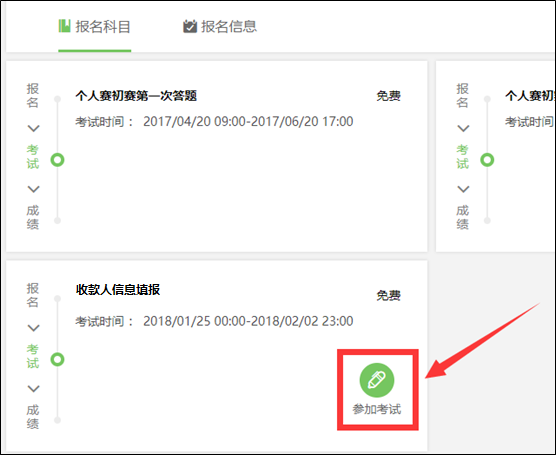 报名科目
报名信息
报名
考试
成绩
个人赛初赛第一次答题
免费
考试时间： 2017/04/20 09:00-2017/06/20 17:00
报名
考试
成绩
个人赛初
考试时间
报名
考试
成绩
收款人信息填报
免费
考试时间： 2018/01/25 00:00-2018/02/02 23:00
参加考试